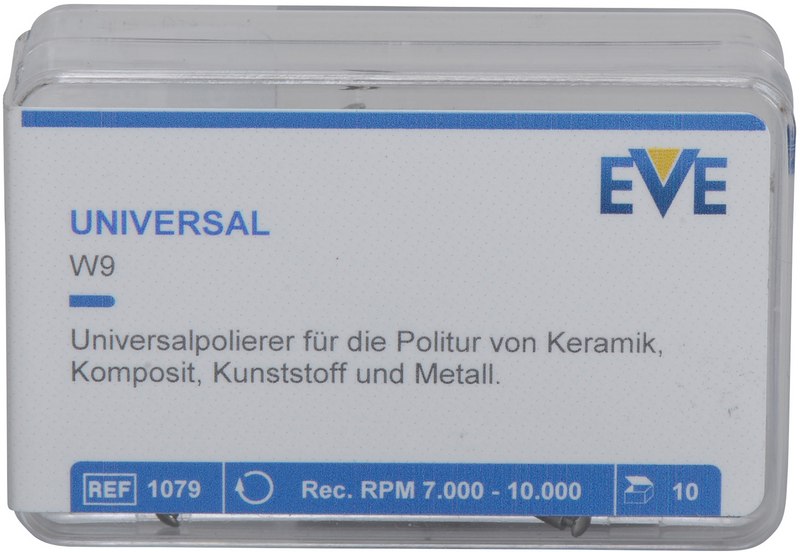 EVE
UNIVERSAL
W9
Universalpolierer für die Politur von Keramik,
Komposit, Kunststoff und Metall.
REF 1079 Rec. RPM 7.000 - 10.000 10